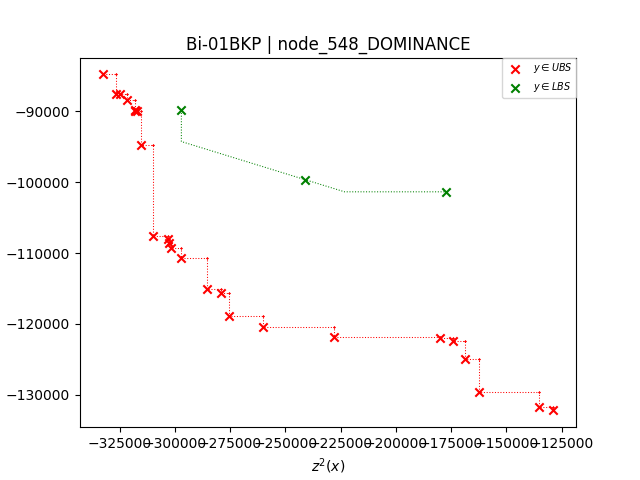 Bi-01BKP | node_548_DOMINANCE
y ∈ UBS
y ∈ LBS
−90000
−100000
−110000
−120000
−130000
−325000 −300000 −275000 −250000 −225000 −200000 −175000 −150000 −125000
z²(x)